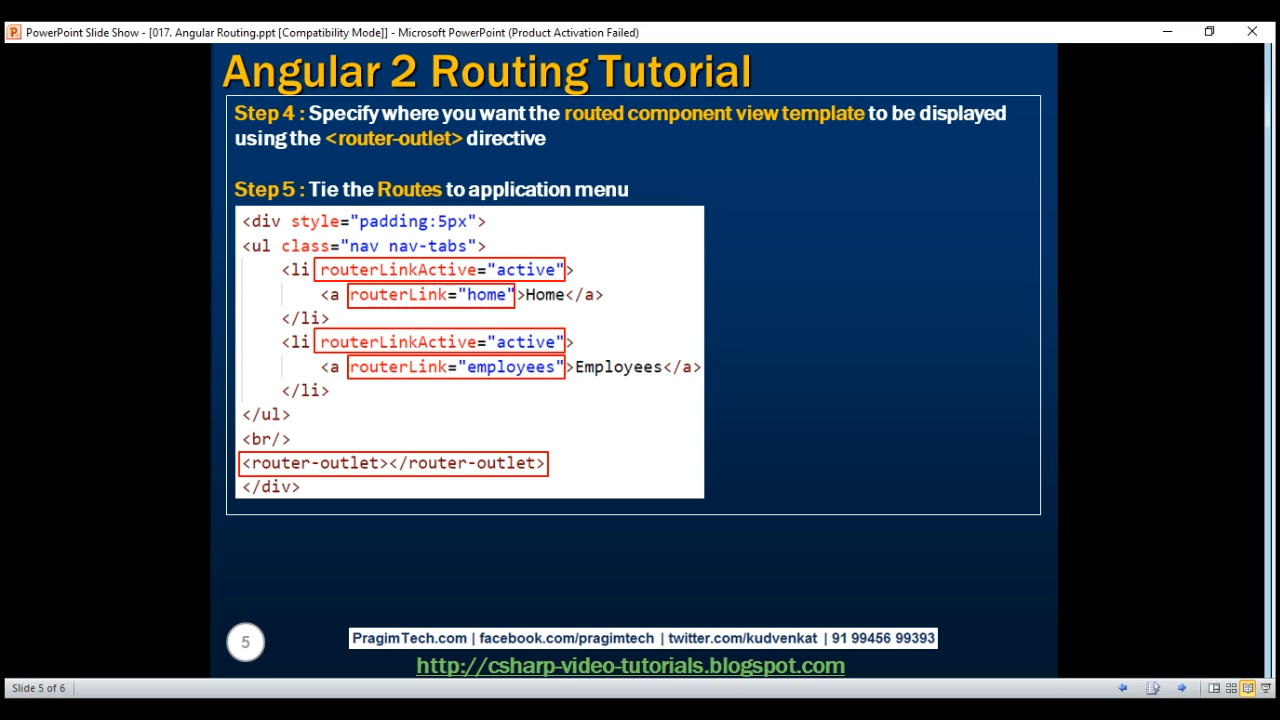 PowerPoint Slide Show - [017. Angular Routing.ppt [Compatibility Mode]] - Microsoft PowerPoint (Product Activation Failed)
Angular 2 Routing Tutorial
Step 4 : Specify where you want the routed component view template to be displayed
using the <router-outlet> directive
Step 5 : Tie the Routes to application menu
<div style="padding:5px">
<ul class="nav nav-tabs">
<li routerLinkActive="active">
<a routerLink="home">Home</a>
</li>
<li routerLinkActive="active">
<a routerLink="employees">Employees</a>
</li>
</ul>
<br/>
<router-outlet></router-outlet>
</div>
5
PragimTech.com | facebook.com/pragimtech | twitter.com/kudvenkat | 91 99456 99393
http://csharp-video-tutorials.blogspot.com
Slide 5 of 6